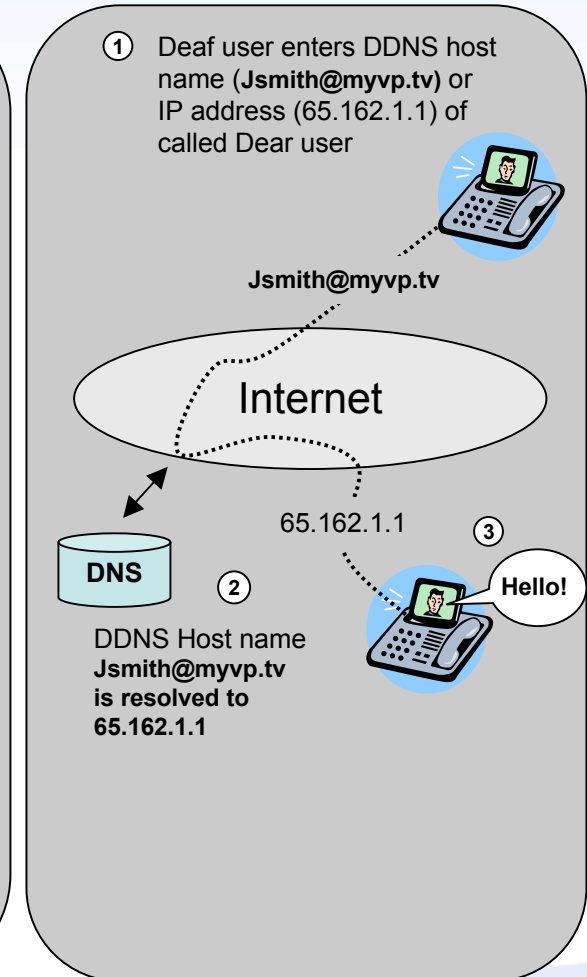 1 Deaf user enters DDNS host
name (Jsmith@myvp.tv) or
IP address (65.162.1.1) of
called Dear user
Jsmith@myvp.tv
Internet
65.162.1.1
3
Hello!
DNS
2
DDNS Host name
Jsmith@myvp.tv
is resolved to
65.162.1.1